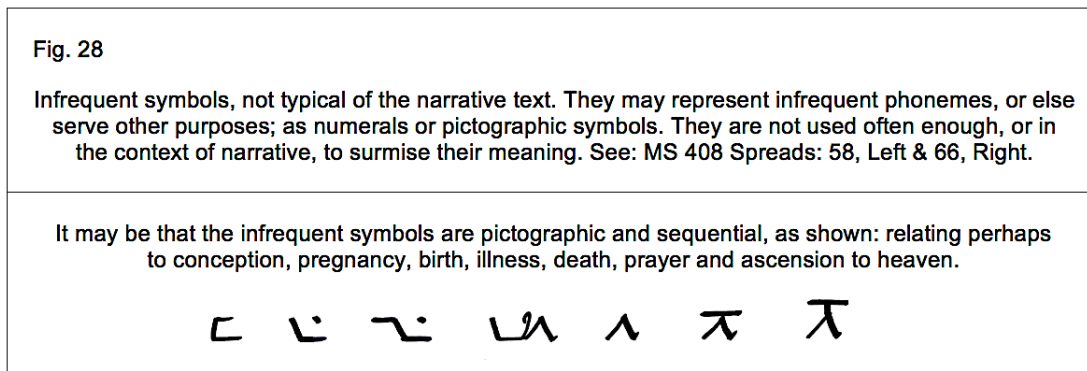 Fig. 28
Infrequent symbols, not typical of the narrative text. They may represent infrequent phonemes, or else
serve other purposes; as numerals or pictographic symbols. They are not used often enough, or in
the context of narrative, to surmise their meaning. See: MS 408 Spreads: 58, Left & 66, Right.
It may be that the infrequent symbols are pictographic and sequential, as shown: relating perhaps
to conception, pregnancy, birth, illness, death, prayer and ascension to heaven.